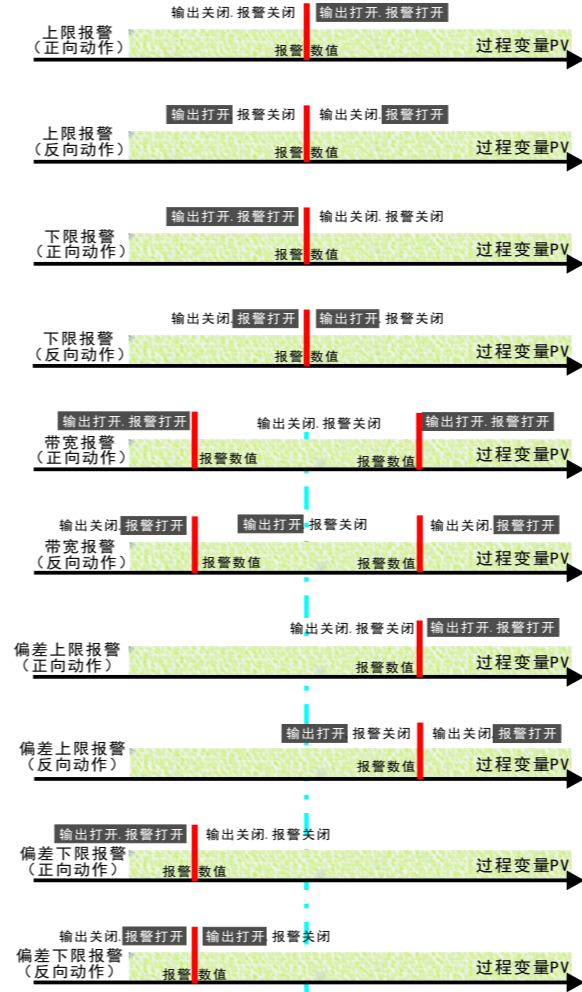 输出关闭.报警关闭 输出打开.报警打开
上限报警
(正向动作)
报警 数值
过程变量PV
输出打开 报警关闭 输出关闭.报警打开
上限报警
(反向动作)
报警 数值
过程变量PV
输出打开.报警打开 输出关闭.报警关闭
下限报警
(正向动作)
报警 数值
过程变量PV
输出关闭.报警打开 输出打开.报警关闭
下限报警
(反向动作)
报警 数值
过程变量PV
输出打开.报警打开 输出关闭.报警关闭 输出打开.报警打开
带宽报警
(正向动作)
报警数值 报警数值
过程变量PV
输出关闭.报警打开 输出打开 报警关闭 输出关闭.报警打开
带宽报警
(反向动作)
报警数值 报警数值
过程变量PV
输出关闭.报警关闭 输出打开.报警打开
偏差上限报警
(正向动作)
报警数值
过程变量PV
输出打开 报警关闭 输出关闭.报警打开
偏差上限报警
(反向动作)
报警数值
过程变量PV
输出打开.报警打开 输出关闭.报警关闭
偏差下限报警
(正向动作)
报警 数值
过程变量PV
输出关闭.报警打开 输出打开 报警关闭
偏差下限报警
(反向动作)
报警 数值
过程变量PV